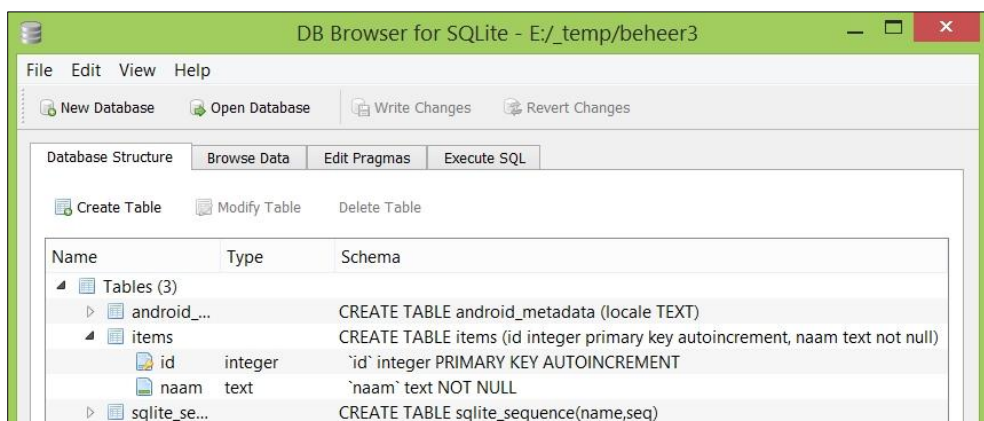 DB Browser for SQLite - E:/_temp/beheer3
File Edit View Help
New Database Open Database Write Changes Revert Changes
Database Structure Browse Data Edit Pragmas Execute SQL
Create Table Modify Table Delete Table
Name Type Schema
Tables (3)
android_... CREATE TABLE android_metadata (locale TEXT)
items CREATE TABLE items (id integer primary key autoincrement, naam text not null)
id integer `id` integer PRIMARY KEY AUTOINCREMENT
naam text `naam` text NOT NULL
sqlite_se... CREATE TABLE sqlite_sequence(name,seq)